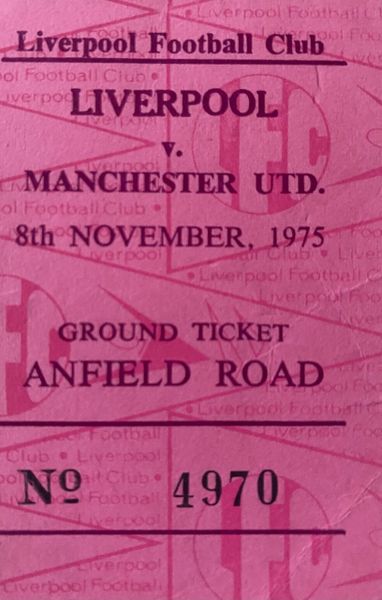 Liverpool Football Club
LIVERPOOL
v.
MANCHESTER UTD.
8th NOVEMBER, 1975
GROUND TICKET
ANFIELD ROAD
Nº 4970